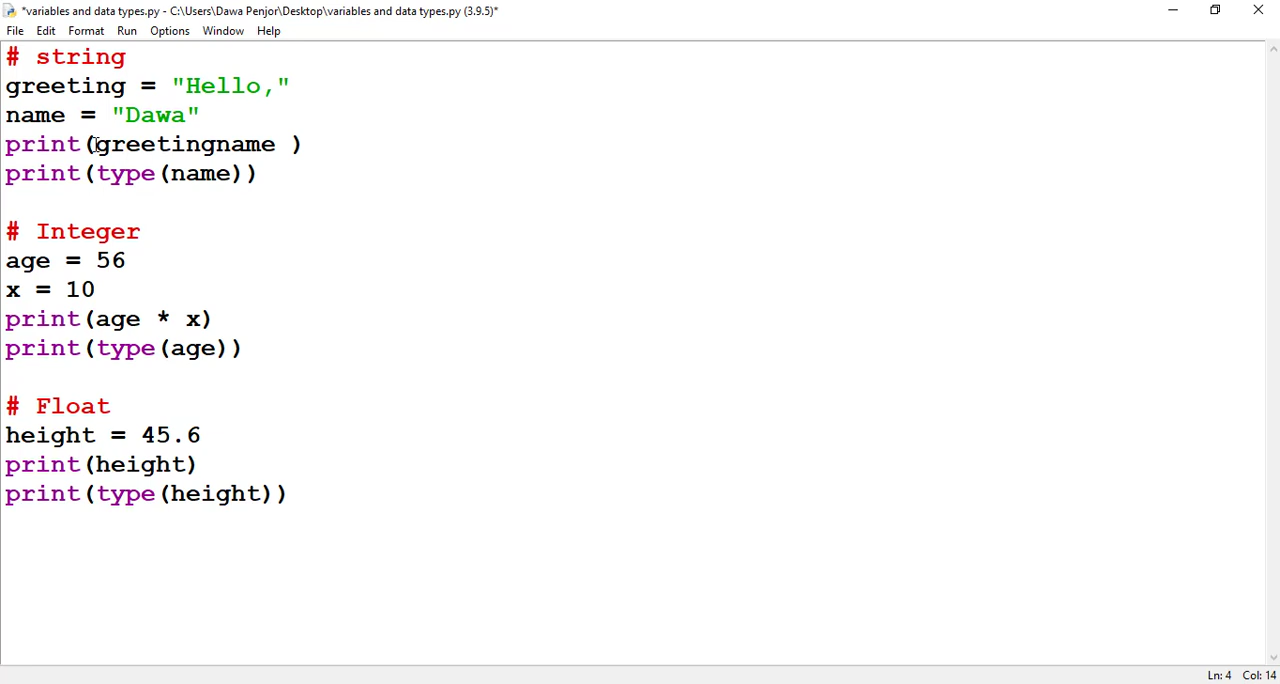 *variables and data types.py - C:\Users\Dawa Penjor\Desktop\variables and data types.py (3.9.5)*
File Edit Format Run Options Window Help
# string
greeting = "Hello,"
name = "Dawa"
print(greetingname )
print(type(name))
# Integer
age = 56
x = 10
print(age * x)
print(type(age))
# Float
height = 45.6
print(height)
print(type(height))
Ln: 4 Col: 14